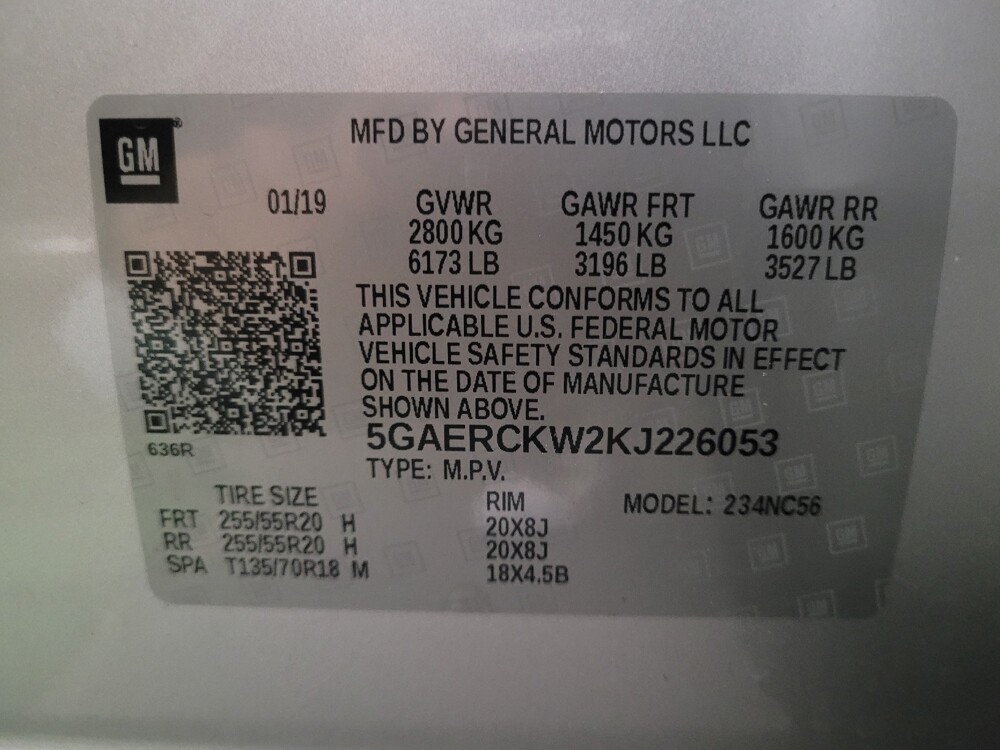 GM
MFD BY GENERAL MOTORS LLC
01/19 GVWR GAWR FRT GAWR RR
2800 KG 1450 KG 1600 KG
6173 LB 3196 LB 3527 LB
THIS VEHICLE CONFORMS TO ALL
APPLICABLE U.S. FEDERAL MOTOR
VEHICLE SAFETY STANDARDS IN EFFECT
ON THE DATE OF MANUFACTURE
SHOWN ABOVE.
636R
5GAERCKW2KJ226053
TYPE: M.P.V.
TIRE SIZE RIM MODEL: 234NC56
FRT 255/55R20 H 20X8J
RR 255/55R20 H 20X8J
SPA T135/70R18 M 18X4.5B